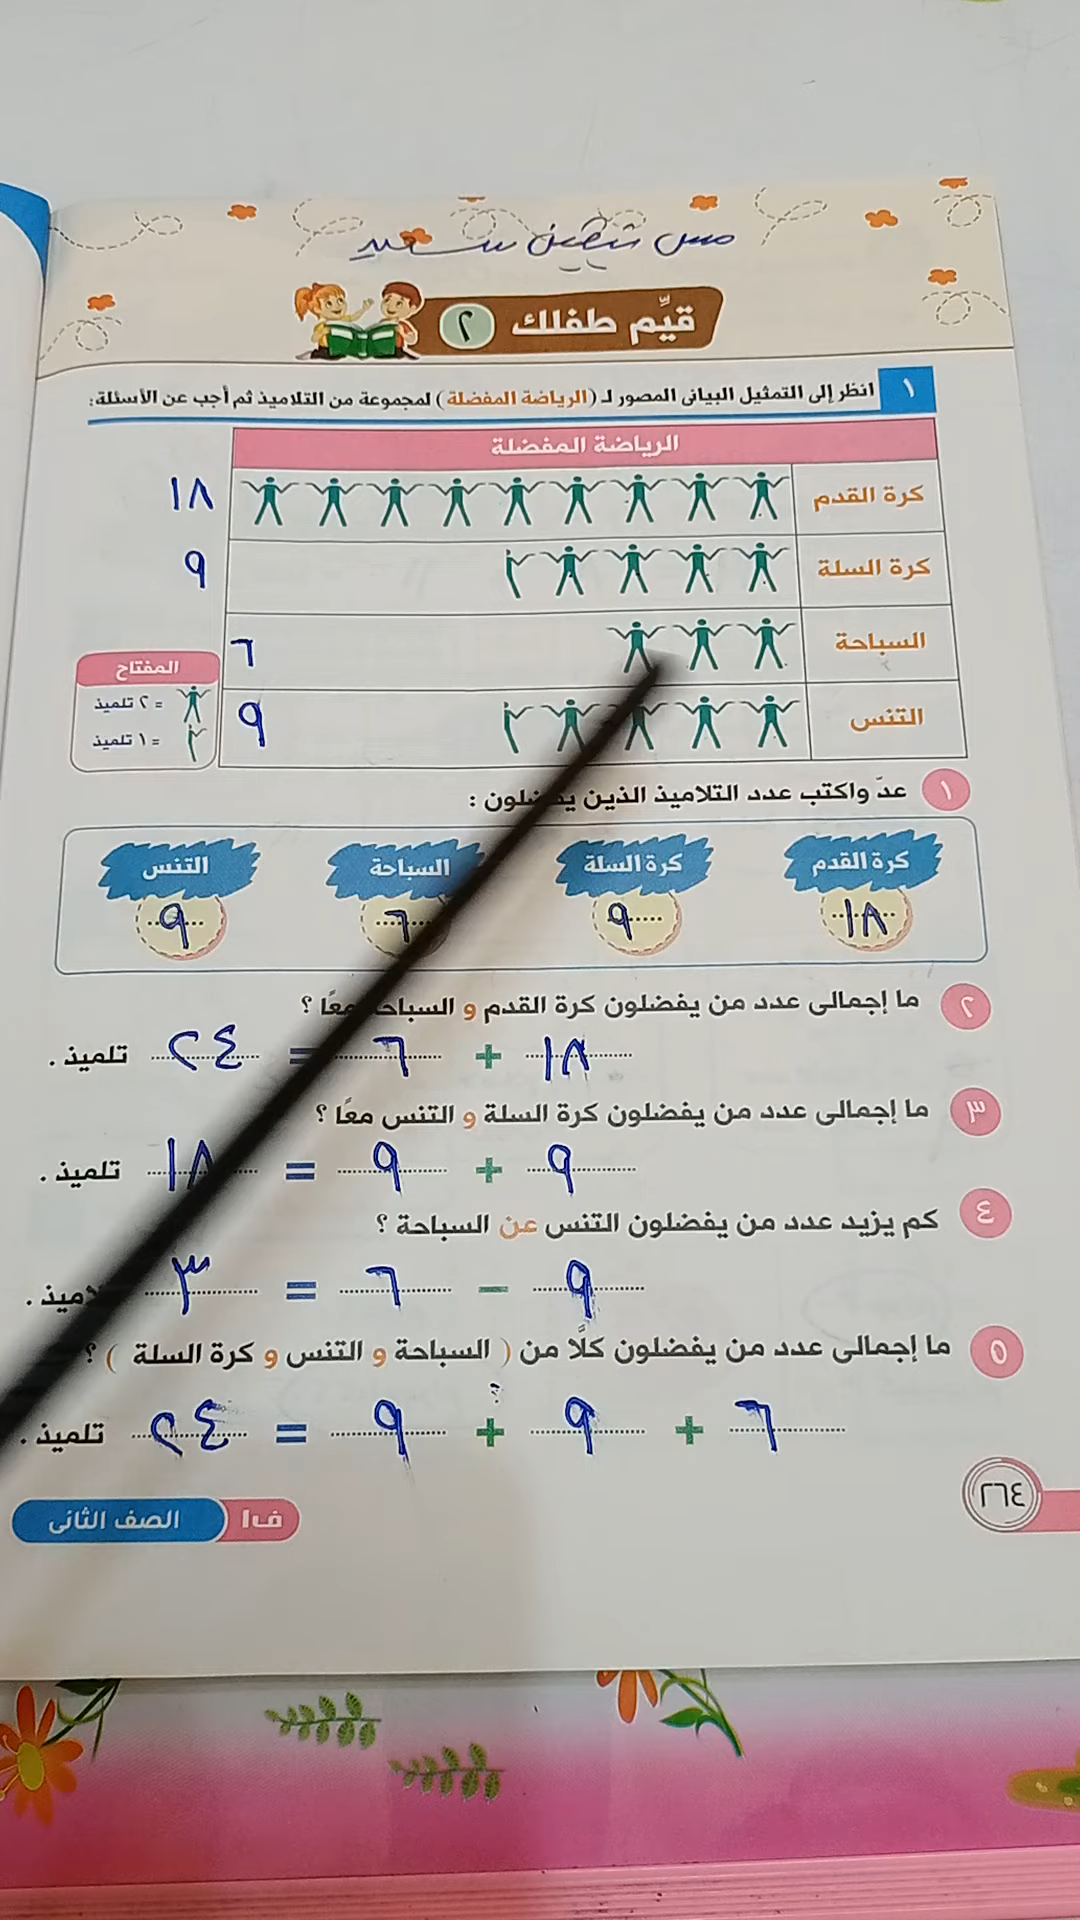 مس شيرين سعيد
قيِّم طفلك ٢
١ انظر إلى التمثيل البيانى المصور لـ (الرياضة المفضلة) لمجموعة من التلاميذ ثم أجب عن الأسئلة:
الرياضة المفضلة
كرة القدم ١٨
كرة السلة ٩
السباحة ٦
التنس ٩
المفتاح
= ٢ تلميذ
= ١ تلميذ
١ عدّ واكتب عدد التلاميذ الذين يفضلون :
كرة القدم كرة السلة السباحة التنس
١٨ ٩ ٦ ٩
٢ ما إجمالى عدد من يفضلون كرة القدم و السباحة معًا ؟
١٨ + ٦ = ٢٤ تلميذ .
٣ ما إجمالى عدد من يفضلون كرة السلة و التنس معًا ؟
٩ + ٩ = ١٨ تلميذ .
٤ كم يزيد عدد من يفضلون التنس عن السباحة ؟
٩ - ٦ = ٣ تلاميذ .
٥ ما إجمالى عدد من يفضلون كلًّا من ( السباحة و التنس و كرة السلة ) ؟
٦ + ٩ + ٩ = ٢٤ تلميذ .
٢٦٤
ف١ الصف الثانى